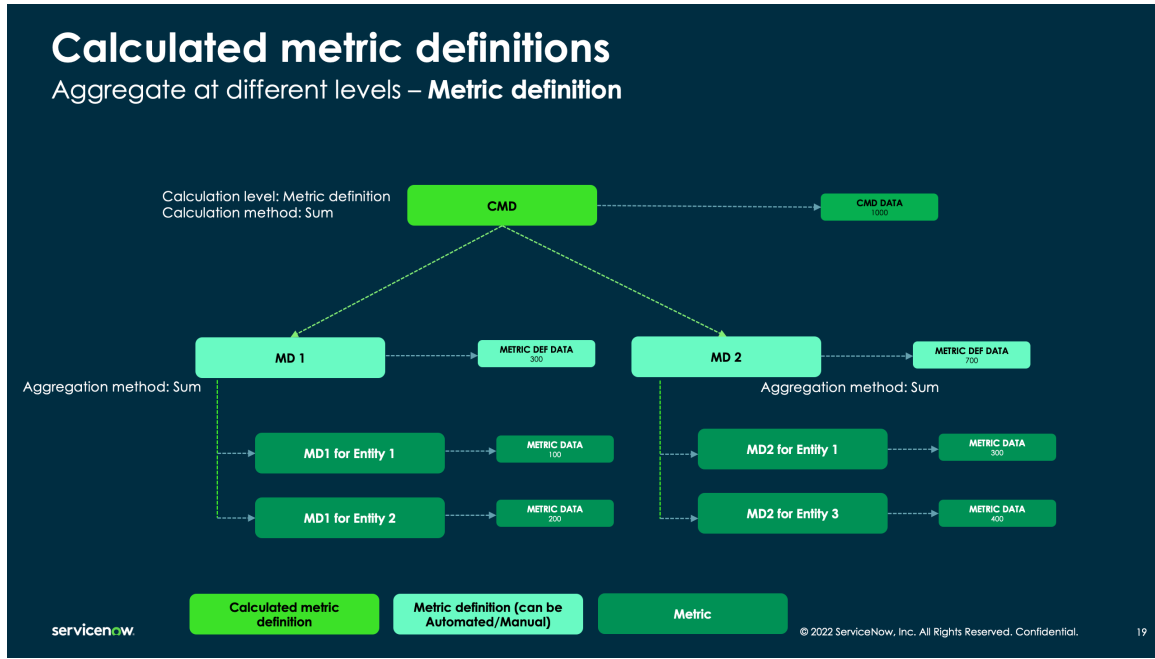 Calculated metric definitions
Aggregate at different levels – Metric definition
Calculation level: Metric definition
Calculation method: Sum
CMD
CMD DATA
1000
MD 1
METRIC DEF DATA
300
MD 2
METRIC DEF DATA
700
Aggregation method: Sum
Aggregation method: Sum
MD1 for Entity 1
METRIC DATA
100
MD2 for Entity 1
METRIC DATA
300
MD1 for Entity 2
METRIC DATA
200
MD2 for Entity 3
METRIC DATA
400
Calculated metric
definition
Metric definition (can be
Automated/Manual)
Metric
servicenow.
© 2022 ServiceNow, Inc. All Rights Reserved. Confidential.
19